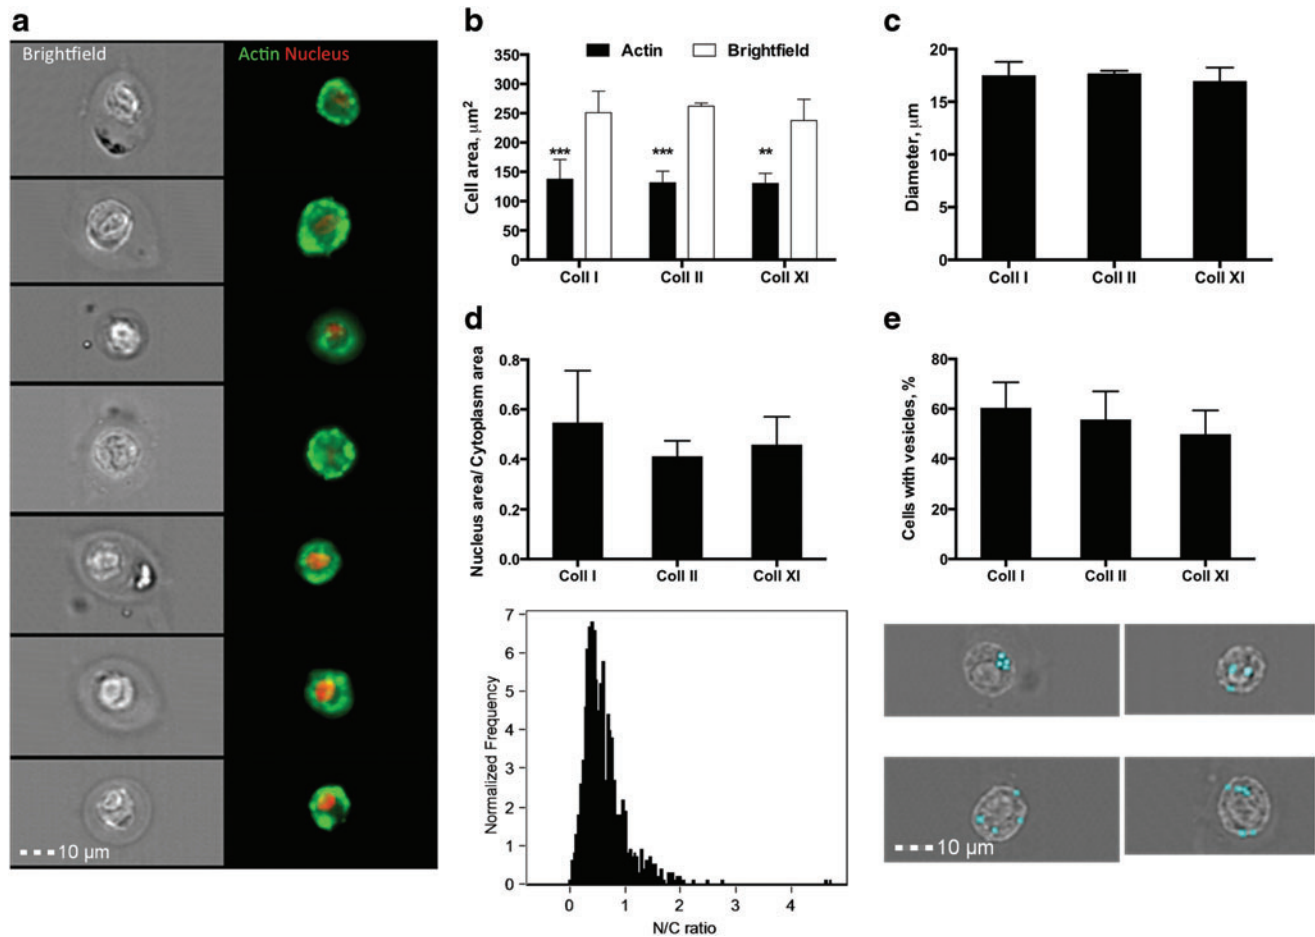 a
Brightfield
Actin Nucleus
10 µm
b
Actin
Brightfield
Cell area, µm²
350
300
250
200
150
100
50
0
***
***
**
Coll I
Coll II
Coll XI
c
Diameter, µm
20
15
10
5
0
Coll I
Coll II
Coll XI
d
Nucleus area/ Cytoplasm area
0.8
0.6
0.4
0.2
0.0
Coll I
Coll II
Coll XI
Normalized Frequency
7
6
5
4
3
2
1
0
0
1
2
3
4
N/C ratio
e
Cells with vesicles, %
80
60
40
20
0
Coll I
Coll II
Coll XI
10 µm